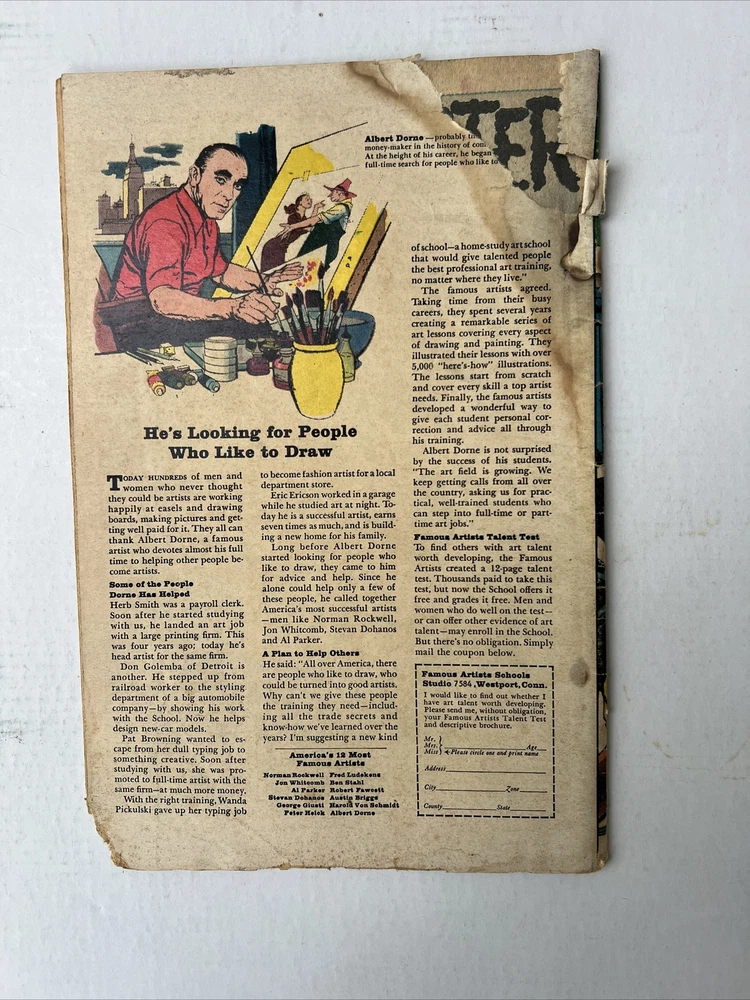 TER
Albert Dorne—probably
money-maker in the history of
At the height of his career, he began
full-time search for people who like to
He's Looking for People
Who Like to Draw
TODAY HUNDREDS of men and
women who never thought
they could be artists are working
happily at easels and drawing
boards, making pictures and get-
ting well paid for it. They all can
thank Albert Dorne, a famous
artist who devotes almost his full
time to helping other people be-
come artists.
Some of the People
Dorne Has Helped
Herb Smith was a payroll clerk.
Soon after he started studying
with us, he landed an art job
with a large printing firm. This
was four years ago; today he's
head artist for the same firm.
Don Golemba of Detroit is
another. He stepped up from
railroad worker to the styling
department of a big automobile
company—by showing his work
with the School. Now he helps
design new-car models.
Pat Browning wanted to es-
cape from her dull typing job to
something creative. Soon after
studying with us, she was pro-
moted to full-time artist with the
same firm—at much more money.
With the right training, Wanda
Pickulski gave up her typing job
to become fashion artist for a local
department store.
Eric Ericson worked in a garage
while he studied art at night. To-
day he is a successful artist, earns
seven times as much, and is build-
ing a new home for his family.
Long before Albert Dorne
started looking for people who
like to draw, they came to him
for advice and help. Since he
alone could help only a few of
these people, he called together
America's most successful artists
—men like Norman Rockwell,
Jon Whitcomb, Stevan Dohanos
and Al Parker.
A Plan to Help Others
He said: "All over America, there
are people who like to draw, who
could be turned into good artists.
Why can't we give these people
the training they need—includ-
ing all the trade secrets and
know-how we've learned over the
years? I'm suggesting a new kind
America's 12 Most
Famous Artists
Norman Rockwell Fred Ludekens
Jon Whitcomb Ben Stahl
Al Parker Robert Fawcett
Stevan Dohanos Austin Briggs
George Giusti Harold Von Schmidt
Peter Helck Albert Dorne
of school—a home-study art school
that would give talented people
the best professional art training,
no matter where they live."
The famous artists agreed.
Taking time from their busy
careers, they spent several years
creating a remarkable series of
art lessons covering every aspect
of drawing and painting. They
illustrated their lessons with over
5,000 "here's-how" illustrations.
The lessons start from scratch
and cover every skill a top artist
needs. Finally, the famous artists
developed a wonderful way to
give each student personal cor-
rection and advice all through
his training.
Albert Dorne is not surprised
by the success of his students.
"The art field is growing. We
keep getting calls from all over
the country, asking us for prac-
tical, well-trained students who
can step into full-time or part-
time art jobs."
Famous Artists Talent Test
To find others with art talent
worth developing, the Famous
Artists created a 12-page talent
test. Thousands paid to take this
test, but now the School offers it
free and grades it free. Men and
women who do well on the test—
or can offer other evidence of art
talent—may enroll in the School.
But there's no obligation. Simply
mail the coupon below.
Famous Artists Schools
Studio 7584, Westport, Conn.
I would like to find out whether I
have art talent worth developing.
Please send me, without obligation,
your Famous Artists Talent Test
and descriptive brochure.
Mr.
Mrs. Age
Miss Please circle one and print name
Address
City Zone
County State